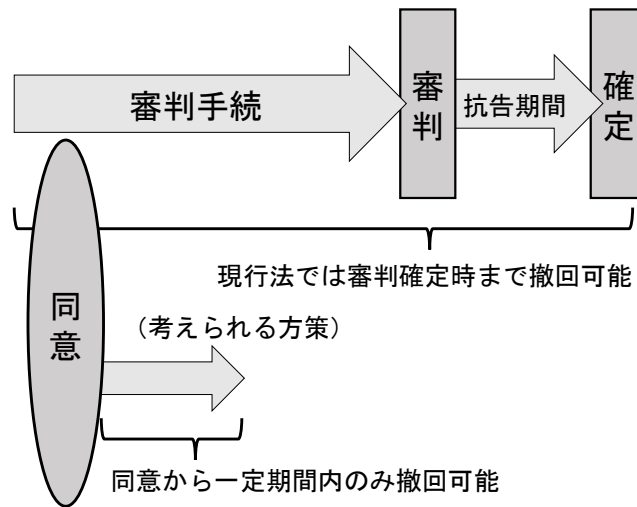 審判手続
審判
抗告期間
確定
現行法では審判確定時まで撤回可能
同意
（考えられる方策）
同意から一定期間内のみ撤回可能